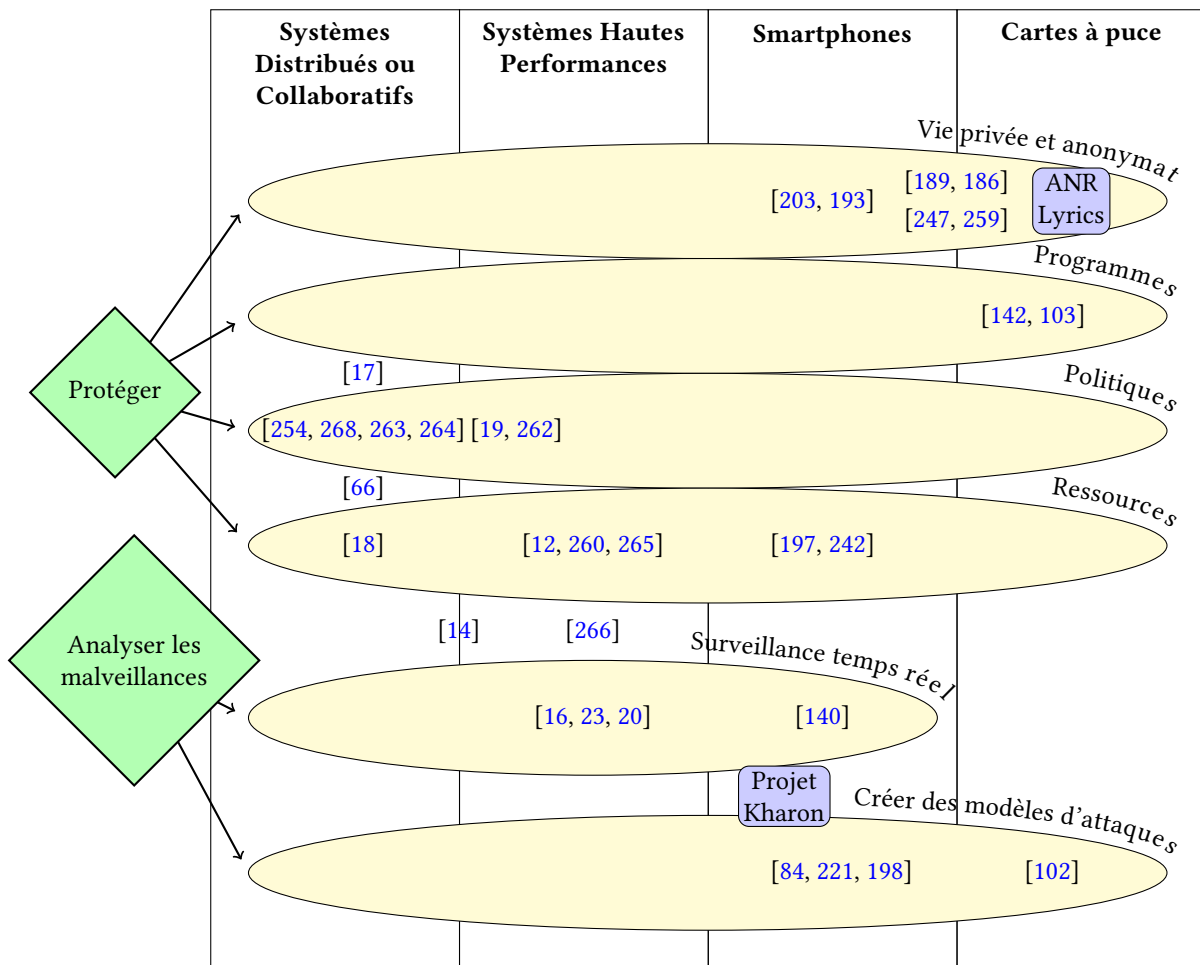 Systèmes
Distribués ou
Collaboratifs
Systèmes Hautes
Performances
Smartphones
Cartes à puce
Vie privée et anonymat
[203, 193]
[189, 186]
[247, 259]
ANR
Lyrics
Programmes
[142, 103]
Protéger
[17]
Politiques
[254, 268, 263, 264]
[19, 262]
[66]
Ressources
[18]
[12, 260, 265]
[197, 242]
Analyser les
malveillances
[14]
[266]
Surveillance temps réel
[16, 23, 20]
[140]
Projet
Kharon
Créer des modèles d'attaques
[84, 221, 198]
[102]